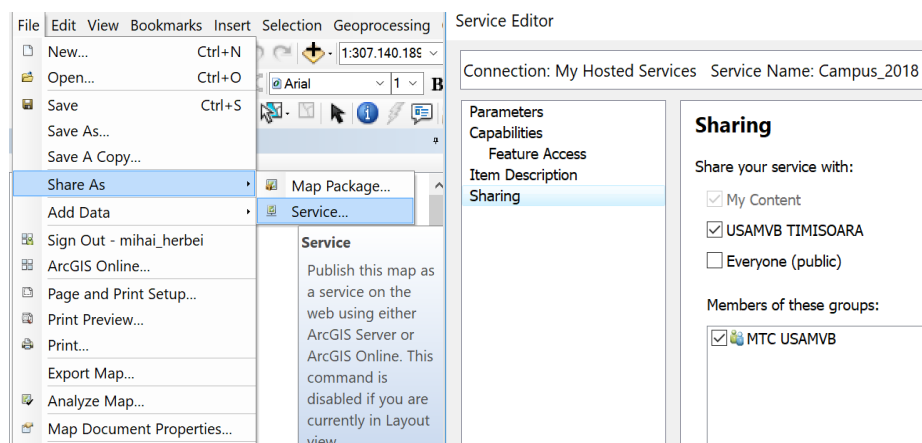 File Edit View Bookmarks Insert Selection Geoprocessing
New... Ctrl+N
Open... Ctrl+O
Save Ctrl+S
Save As...
Save A Copy...
Share As
Add Data
Sign Out - mihai_herbei
ArcGIS Online...
Page and Print Setup...
Print Preview...
Print...
Export Map...
Analyze Map...
Map Document Properties...
1:307.140.189
Arial 1 B
Map Package...
Service...
Service
Publish this map as
a service on the
web using either
ArcGIS Server or
ArcGIS Online. This
command is
disabled if you are
currently in Layout
view
Service Editor
Connection: My Hosted Services Service Name: Campus_2018
Parameters
Capabilities
Feature Access
Item Description
Sharing
Sharing
Share your service with:
My Content
USAMVB TIMISOARA
Everyone (public)
Members of these groups:
MTC USAMVB